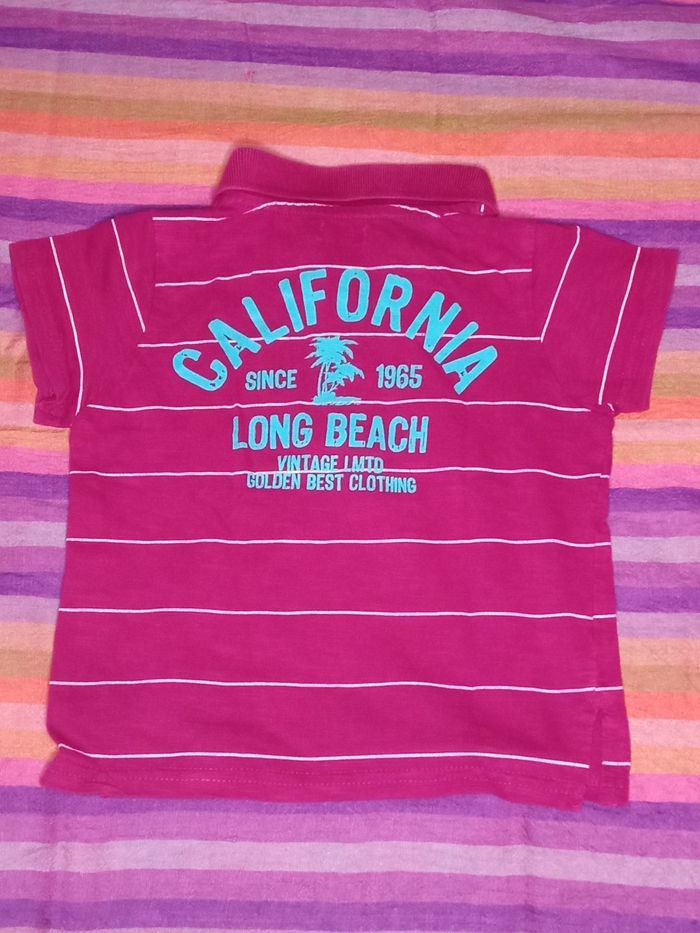 CALIFORNIA
SINCE 1965
LONG BEACH
VINTAGE LMTD
GOLDEN BEST CLOTHING